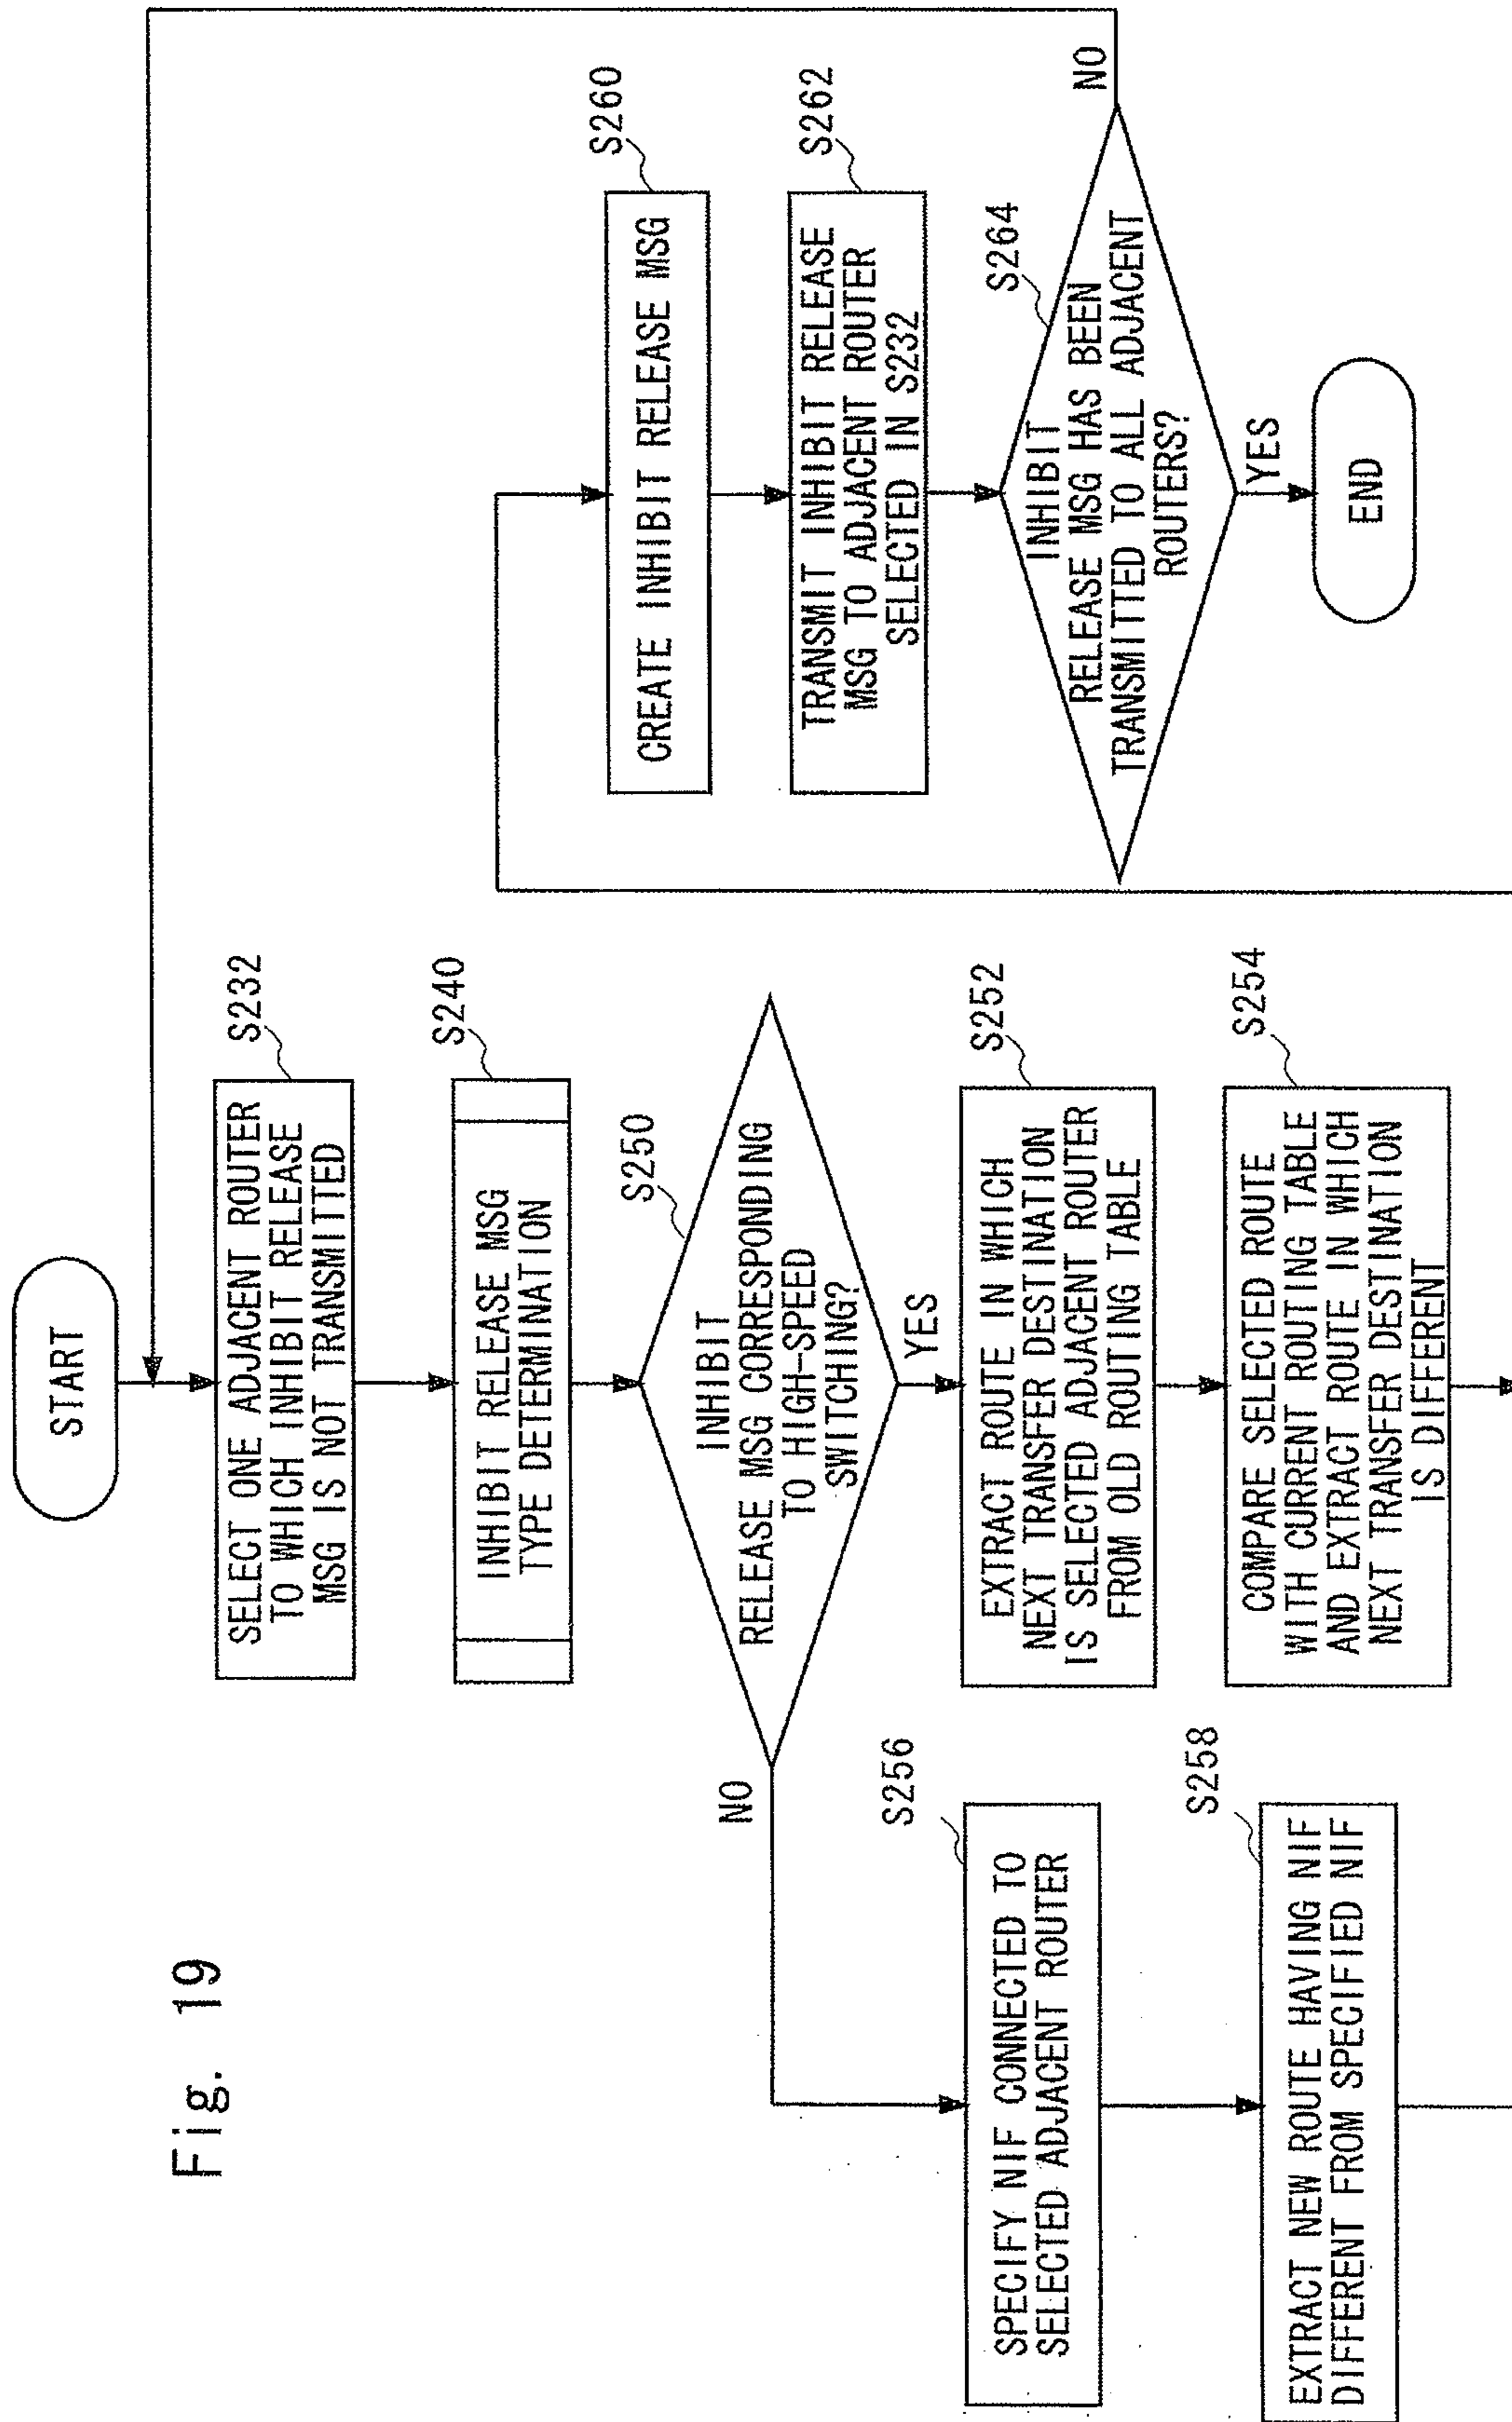 Fig. 19
START
S232
SELECT ONE ADJACENT ROUTER
TO WHICH INHIBIT RELEASE
MSG IS NOT TRANSMITTED
S240
INHIBIT RELEASE MSG
TYPE DETERMINATION
S250
INHIBIT
RELEASE MSG CORRESPONDING
TO HIGH-SPEED
SWITCHING?
NO
YES
S256
SPECIFY NIF CONNECTED TO
SELECTED ADJACENT ROUTER
S258
EXTRACT NEW ROUTE HAVING NIF
DIFFERENT FROM SPECIFIED NIF
S252
EXTRACT ROUTE IN WHICH
NEXT TRANSFER DESTINATION
IS SELECTED ADJACENT ROUTER
FROM OLD ROUTING TABLE
S254
COMPARE SELECTED ROUTE
WITH CURRENT ROUTING TABLE
AND EXTRACT ROUTE IN WHICH
NEXT TRANSFER DESTINATION
IS DIFFERENT
S260
CREATE INHIBIT RELEASE MSG
S262
TRANSMIT INHIBIT RELEASE
MSG TO ADJACENT ROUTER
SELECTED IN S232
S264
INHIBIT
RELEASE MSG HAS BEEN
TRANSMITTED TO ALL ADJACENT
ROUTERS?
NO
YES
END